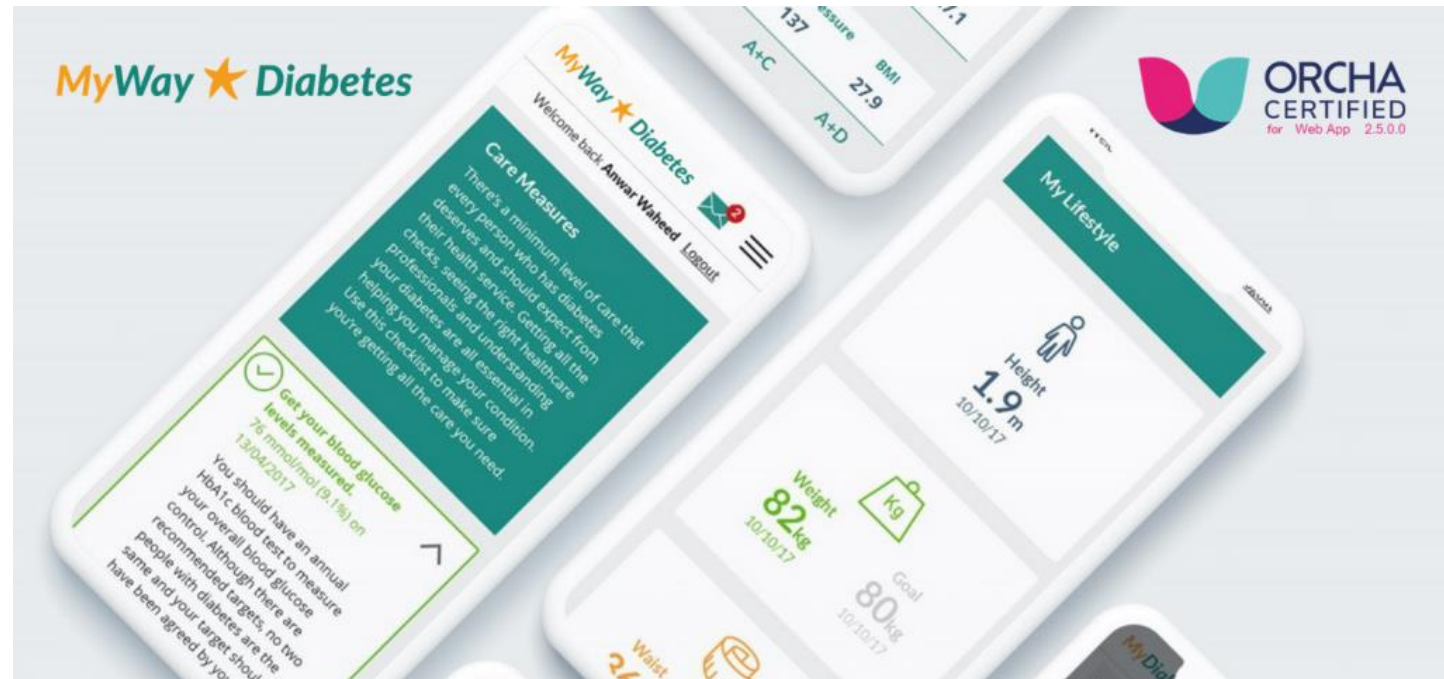 MyWay Diabetes
ORCHA
CERTIFIED
for Web App 2.5.0.0
MyWay Diabetes
2
Welcome back Anwar Waheed Logout
Care Measures
There's a minimum level of care that
every person who has diabetes
deserves and should expect from
their health service. Getting all the
checks, seeing the right healthcare
professionals and understanding
your diabetes are all essential in
helping you manage your condition.
Use this checklist to make sure
you're getting all the care you need.
Get your blood glucose
levels measured.
76 mmol/mol (9.1%) on
13/04/2017
You should have an annual
HbA1c blood test to measure
your overall blood glucose
control. Although there are
recommended targets, no two
people with diabetes are the
same and your target should
have been agreed by
137
BMI
27.9
A+C
A+D
My Lifestyle
Height
1.9 m
10/10/17
Weight
82kg
10/10/17
Kg
Goal
80kg
10/10/17
Waist